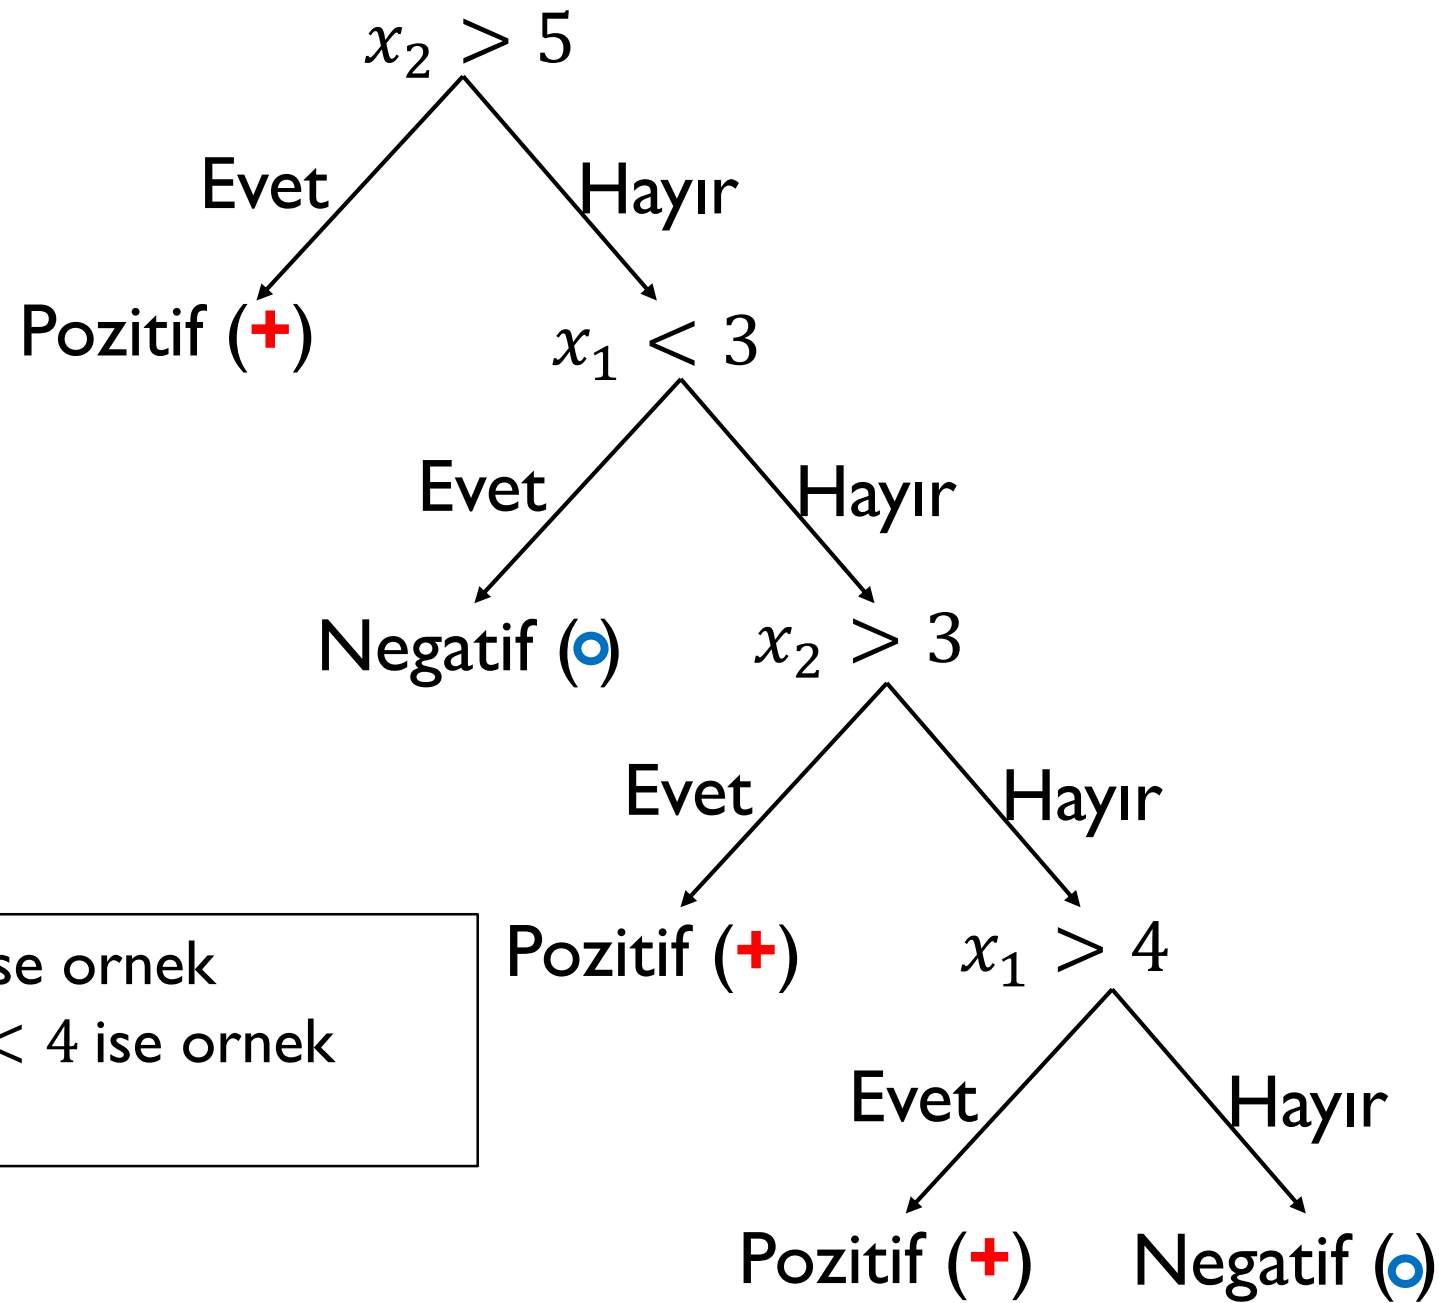 x₂ > 5
Evet Hayır
Pozitif (+) x₁ < 3
Evet Hayır
Negatif (o) x₂ > 3
Evet Hayır
Pozitif (+) x₁ > 4
ornek
< 4 ise ornek
Evet Hayır
Pozitif (+) Negatif (o)